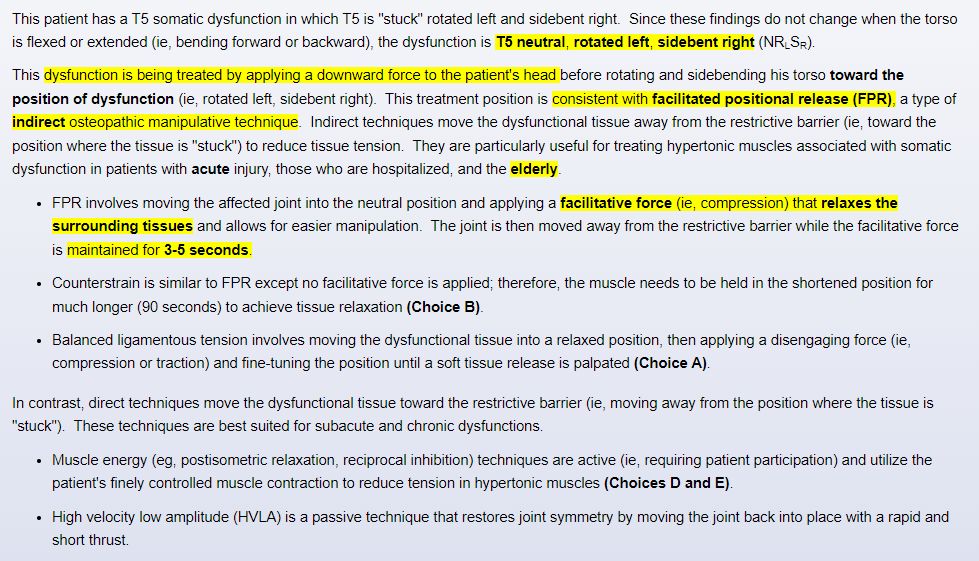 This patient has a T5 somatic dysfunction in which T5 is "stuck" rotated left and sidebent right.  Since these findings do not change when the torso
is flexed or extended (ie, bending forward or backward), the dysfunction is T5 neutral, rotated left, sidebent right (NRLSR).
This dysfunction is being treated by applying a downward force to the patient's head before rotating and sidebending his torso toward the
position of dysfunction (ie, rotated left, sidebent right).  This treatment position is consistent with facilitated positional release (FPR), a type of
indirect osteopathic manipulative technique.  Indirect techniques move the dysfunctional tissue away from the restrictive barrier (ie, toward the
position where the tissue is "stuck") to reduce tissue tension.  They are particularly useful for treating hypertonic muscles associated with somatic
dysfunction in patients with acute injury, those who are hospitalized, and the elderly.
• FPR involves moving the affected joint into the neutral position and applying a facilitative force (ie, compression) that relaxes the
surrounding tissues and allows for easier manipulation.  The joint is then moved away from the restrictive barrier while the facilitative force
is maintained for 3-5 seconds.
• Counterstrain is similar to FPR except no facilitative force is applied; therefore, the muscle needs to be held in the shortened position for
much longer (90 seconds) to achieve tissue relaxation (Choice B).
• Balanced ligamentous tension involves moving the dysfunctional tissue into a relaxed position, then applying a disengaging force (ie,
compression or traction) and fine-tuning the position until a soft tissue release is palpated (Choice A).
In contrast, direct techniques move the dysfunctional tissue toward the restrictive barrier (ie, moving away from the position where the tissue is
"stuck").  These techniques are best suited for subacute and chronic dysfunctions.
• Muscle energy (eg, postisometric relaxation, reciprocal inhibition) techniques are active (ie, requiring patient participation) and utilize the
patient's finely controlled muscle contraction to reduce tension in hypertonic muscles (Choices D and E).
• High velocity low amplitude (HVLA) is a passive technique that restores joint symmetry by moving the joint back into place with a rapid and
short thrust.